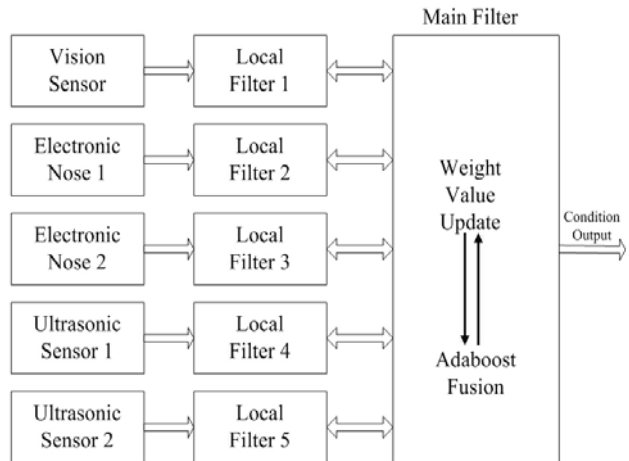 Main Filter
Vision
Sensor
Local
Filter 1
Electronic
Nose 1
Local
Filter 2
Electronic
Nose 2
Local
Filter 3
Ultrasonic
Sensor 1
Local
Filter 4
Ultrasonic
Sensor 2
Local
Filter 5
Weight
Value
Update
Adaboost
Fusion
Condition
Output